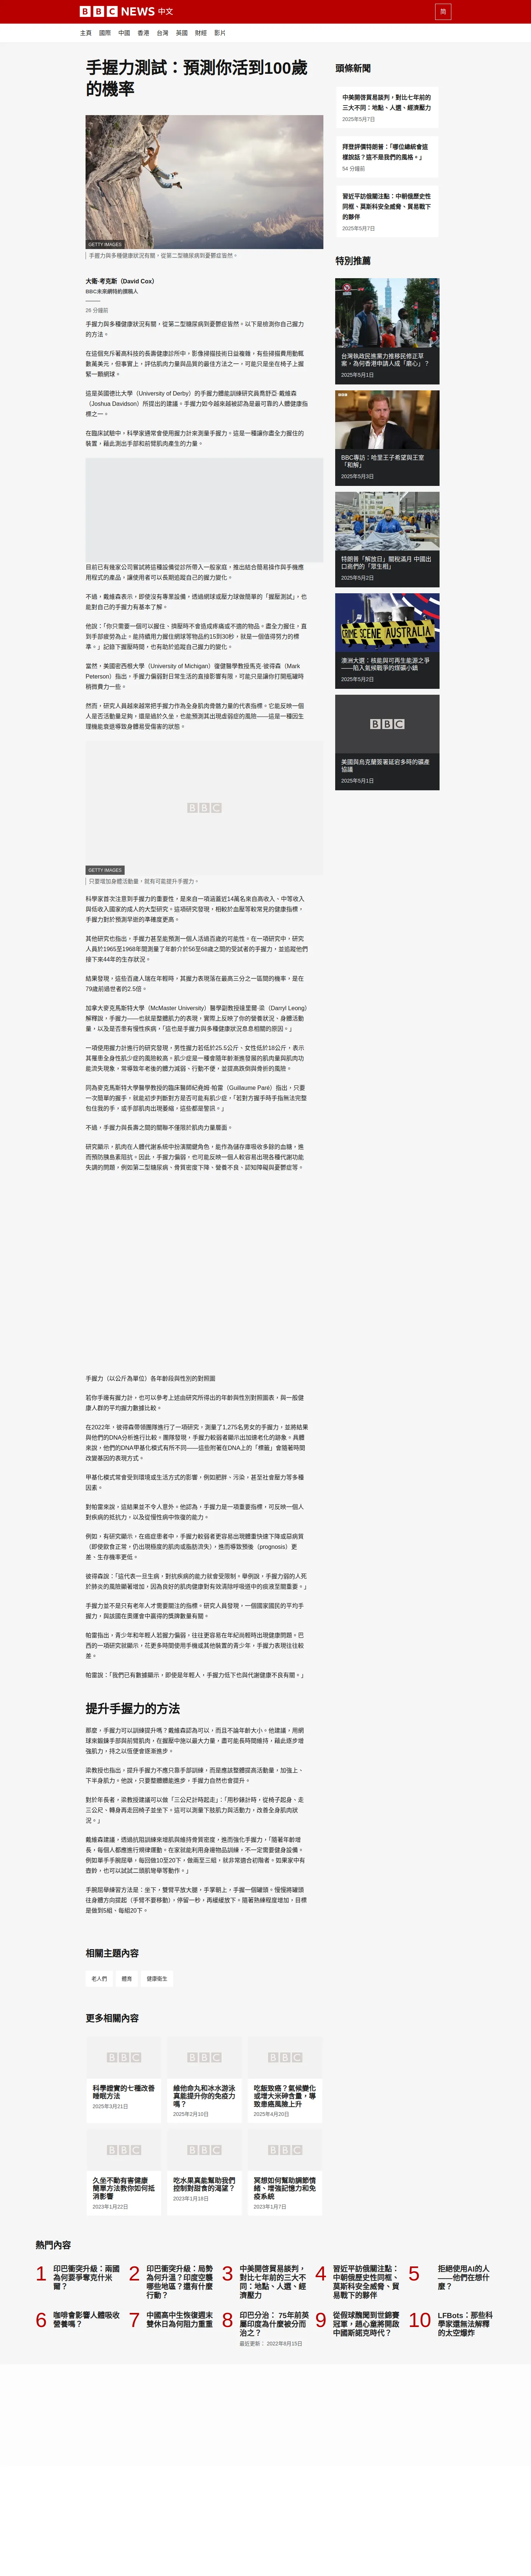 BBC NEWS 中文
简
主頁 國際 中國 香港 台灣 英國 財經 影片
手握力測試：預測你活到100歲
的機率
GETTY IMAGES
手握力與多種健康狀況有關，從第二型糖尿病到憂鬱症皆然。
大衛·考克斯（David Cox）
BBC未來網特約撰稿人
26 分鐘前
手握力與多種健康狀況有關，從第二型糖尿病到憂鬱症皆然。以下是檢測你自己握力
的方法。
在這個充斥著高科技的長壽健康診所中，影像掃描技術日益複雜，有些掃描費用動輒
數萬美元，但事實上，評估肌肉力量與品質的最佳方法之一，可能只是坐在椅子上握
緊一顆網球。
這是英國德比大學（University of Derby）的手握力體能訓練研究員喬舒亞·戴維森
（Joshua Davidson）所提出的建議。手握力如今越來越被認為是最可靠的人體健康指
標之一。
在臨床試驗中，科學家通常會使用握力計來測量手握力。這是一種讓你盡全力握住的
裝置，藉此測出手部和前臂肌肉產生的力量。
目前已有幾家公司嘗試將這種設備從診所帶入一般家庭，推出結合簡易操作與手機應
用程式的產品，讓使用者可以長期追蹤自己的握力變化。
不過，戴維森表示，即使沒有專業設備，透過網球或壓力球做簡單的「握壓測試」，也
能對自己的手握力有基本了解。
他說：「你只需要一個可以握住、擠壓時不會造成疼痛或不適的物品。盡全力握住，直
到手部疲勞為止。能持續用力握住網球等物品約15到30秒，就是一個值得努力的標
準。」記錄下握壓時間，也有助於追蹤自己握力的變化。
當然，美國密西根大學（University of Michigan）復健醫學教授馬克·彼得森（Mark
Peterson）指出，手握力偏弱對日常生活的直接影響有限，可能只是讓你打開瓶罐時
稍微費力一些。
然而，研究人員越來越常把手握力作為全身肌肉骨骼力量的代表指標。它能反映一個
人是否活動量足夠，還是過於久坐，也能預測其出現虛弱症的風險——這是一種因生
理機能衰退導致身體易受傷害的狀態。
BBC
GETTY IMAGES
只要增加身體活動量，就有可能提升手握力。
科學家首次注意到手握力的重要性，是來自一項涵蓋近14萬名來自高收入、中等收入
與低收入國家的成人的大型研究。這項研究發現，相較於血壓等較常見的健康指標，
手握力對於預測早逝的準確度更高。
其他研究也指出，手握力甚至能預測一個人活過百歲的可能性。在一項研究中，研究
人員於1965至1968年間測量了年齡介於56至68歲之間的受試者的手握力，並追蹤他們
接下來44年的生存狀況。
結果發現，這些百歲人瑞在年輕時，其握力表現落在最高三分之一區間的機率，是在
79歲前過世者的2.5倍。
加拿大麥克馬斯特大學（McMaster University）醫學副教授達里爾·梁（Darryl Leong）
解釋說，手握力——也就是整體肌力的表現，實際上反映了你的營養狀況、身體活動
量，以及是否患有慢性疾病，「這也是手握力與多種健康狀況息息相關的原因。」
一項使用握力計進行的研究發現，男性握力若低於25.5公斤、女性低於18公斤，表示
其罹患全身性肌少症的風險較高。肌少症是一種會隨年齡漸進發展的肌肉量與肌肉功
能流失現象，常導致年老後的體力減弱、行動不便，並提高跌倒與骨折的風險。
同為麥克馬斯特大學醫學教授的臨床醫師紀堯姆·帕雷（Guillaume Paré）指出，只要
一次簡單的握手，就能初步判斷對方是否可能有肌少症，「若對方握手時手指無法完整
包住我的手，或手部肌肉出現萎縮，這些都是警訊。」
不過，手握力與長壽之間的關聯不僅限於肌肉力量層面。
研究顯示，肌肉在人體代謝系統中扮演關鍵角色，能作為儲存庫吸收多餘的血糖，進
而預防胰島素阻抗。因此，手握力偏弱，也可能反映一個人較容易出現各種代謝功能
失調的問題，例如第二型糖尿病、骨質密度下降、營養不良、認知障礙與憂鬱症等。
手握力（以公斤為單位）各年齡段與性別的對照圖
若你手邊有握力計，也可以參考上述由研究所得出的年齡與性別對照圖表，與一般健
康人群的平均握力數據比較。
在2022年，彼得森帶領團隊進行了一項研究，測量了1,275名男女的手握力，並將結果
與他們的DNA分析進行比較。團隊發現，手握力較弱者顯示出加速老化的跡象，具體
來說，他們的DNA甲基化模式有所不同——這些附著在DNA上的「標籤」會隨著時間
改變基因的表現方式。
甲基化模式常會受到環境或生活方式的影響，例如肥胖、污染，甚至社會壓力等多種
因素。
對帕雷來說，這結果並不令人意外。他認為，手握力是一項重要指標，可反映一個人
對疾病的抵抗力，以及從慢性病中恢復的能力。
例如，有研究顯示，在癌症患者中，手握力較弱者更容易出現體重快速下降或惡病質
（即使飲食正常，仍出現極度的肌肉或脂肪流失），進而導致預後（prognosis）更
差、生存機率更低。
彼得森說：「這代表一旦生病，對抗疾病的能力就會受限制。舉例說，手握力弱的人死
於肺炎的風險顯著增加，因為良好的肌肉健康對有效清除呼吸道中的痰液至關重要。」
手握力並不是只有老年人才需要關注的指標。研究人員發現，一個國家國民的平均手
握力，與該國在奧運會中贏得的獎牌數量有關。
帕雷指出，青少年和年輕人若握力偏弱，往往更容易在年紀尚輕時出現健康問題。巴
西的一項研究就顯示，花更多時間使用手機或其他裝置的青少年，手握力表現往往較
差。
帕雷說：「我們已有數據顯示，即使是年輕人，手握力低下也與代謝健康不良有關。」
提升手握力的方法
那麼，手握力可以訓練提升嗎？戴維森認為可以，而且不論年齡大小。他建議，用網
球來鍛鍊手部與前臂肌肉，在握壓中施以最大力量，盡可能長時間維持，藉此逐步增
強肌力，持之以恆便會逐漸進步。
梁教授也指出，提升手握力不應只靠手部訓練，而是應該整體提高活動量，加強上、
下半身肌力。他說，只要整體體能進步，手握力自然也會提升。
對於年長者，梁教授建議可以做「三公尺計時起走」：「用秒錶計時，從椅子起身、走
三公尺、轉身再走回椅子並坐下。這可以測量下肢肌力與活動力，改善全身肌肉狀
況。」
戴維森建議，透過抗阻訓練來增肌與維持骨質密度，進而強化手握力，「隨著年齡增
長，每個人都應進行規律運動。在家就能利用身邊物品訓練，不一定需要健身設備。
例如單手手腕屈舉，每回做10至20下，做兩至三組，就非常適合初階者。如果家中有
壺鈴，也可以試試二頭肌彎舉等動作。」
手腕屈舉練習方法是：坐下，雙臂平放大腿，手掌朝上，手握一個罐頭。慢慢將罐頭
往身體方向提起（手臂不要移動），停留一秒，再緩緩放下。隨著熟練程度增加，目標
是做到5組、每組20下。
相關主題內容
老人們 體育 健康衛生
更多相關內容
BBC
科學證實的七種改善
睡眠方法
2025年3月21日
BBC
維他命丸和冰水游泳
真能提升你的免疫力
嗎？
2025年2月10日
BBC
吃飯致癌？氣候變化
或增大米砷含量，導
致患癌風險上升
2025年4月20日
BBC
久坐不動有害健康
簡單方法教你如何抵
消影響
2023年1月22日
BBC
吃水果真能幫助我們
控制對甜食的渴望？
2023年1月18日
BBC
冥想如何幫助調節情
緒、增強記憶力和免
疫系統
2023年1月7日
頭條新聞
中美開啓貿易談判，對比七年前的
三大不同：地點、人選、經濟壓力
2025年5月7日
拜登評價特朗普：「哪位總統會這
樣說話？這不是我們的風格。」
54 分鐘前
習近平訪俄關注點：中朝俄歷史性
同框、莫斯科安全威脅、貿易戰下
的夥伴
2025年5月7日
特別推薦
台灣執政民進黨力推移民修正草
案，為何香港申請人成「磨心」？
2025年5月1日
BBC專訪：哈里王子希望與王室
「和解」
2025年5月3日
特朗普「解放日」關稅滿月 中國出
口商們的「眾生相」
2025年5月2日
CRIME SCENE AUSTRALIA
澳洲大選：核能與可再生能源之爭
——陷入氣候戰爭的煤礦小鎮
2025年5月2日
BBC
美國與烏克蘭簽署延宕多時的礦產
協議
2025年5月1日
熱門內容
1 印巴衝突升級：兩國
為何要爭奪克什米
爾？
2 印巴衝突升級：局勢
為何升溫？印度空襲
哪些地區？還有什麼
行動？
3 中美開啓貿易談判，
對比七年前的三大不
同：地點、人選、經
濟壓力
4 習近平訪俄關注點：
中朝俄歷史性同框、
莫斯科安全威脅、貿
易戰下的夥伴
5 拒絕使用AI的人
——他們在想什
麼？
6 咖啡會影響人體吸收
營養嗎？
7 中國高中生恢復週末
雙休日為何阻力重重
8 印巴分治： 75年前英
屬印度為什麼被分而
治之？
最近更新： 2022年8月15日
9 從假球醜聞到世錦賽
冠軍，趙心童將開啟
中國斯諾克時代？
10 LFBots：那些科
學家還無法解釋
的太空爆炸